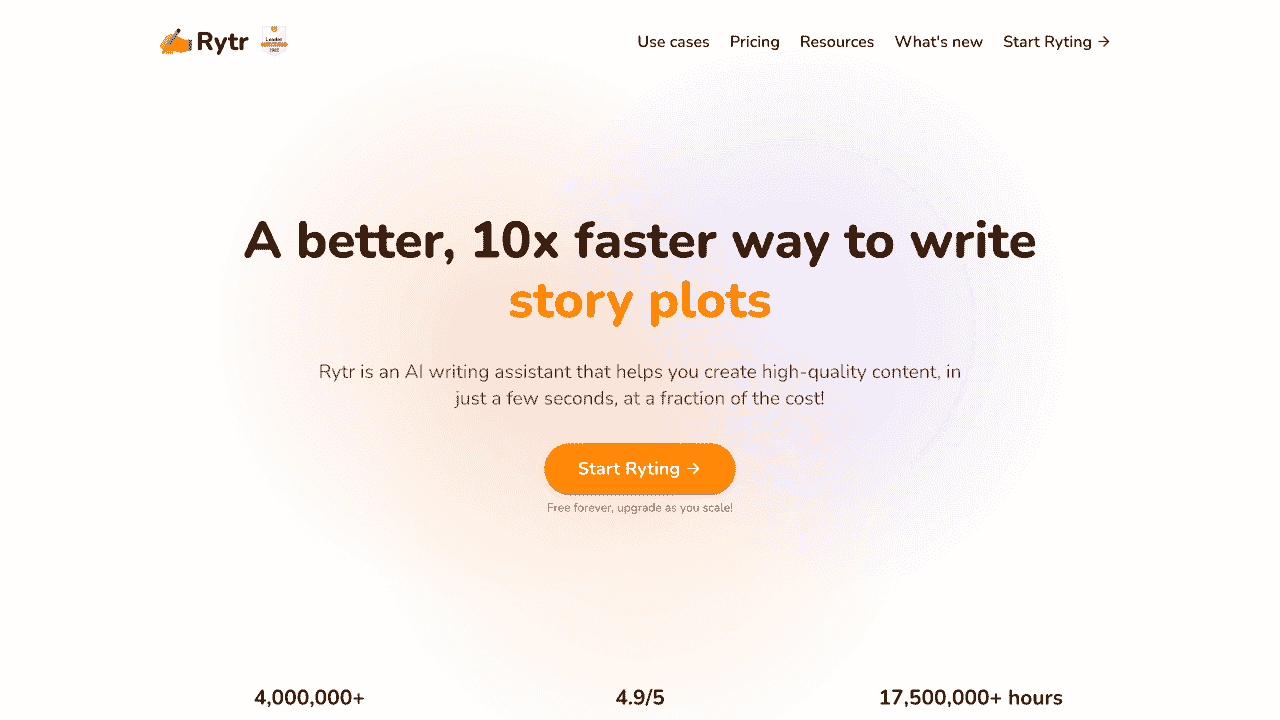 Rytr
Leader
Use cases Pricing Resources What's new Start Ryting →
A better, 10x faster way to write
story plots
Rytr is an AI writing assistant that helps you create high-quality content, in
just a few seconds, at a fraction of the cost!
Start Ryting →
Free forever, upgrade as you scale!
4,000,000+ 4.9/5 17,500,000+ hours